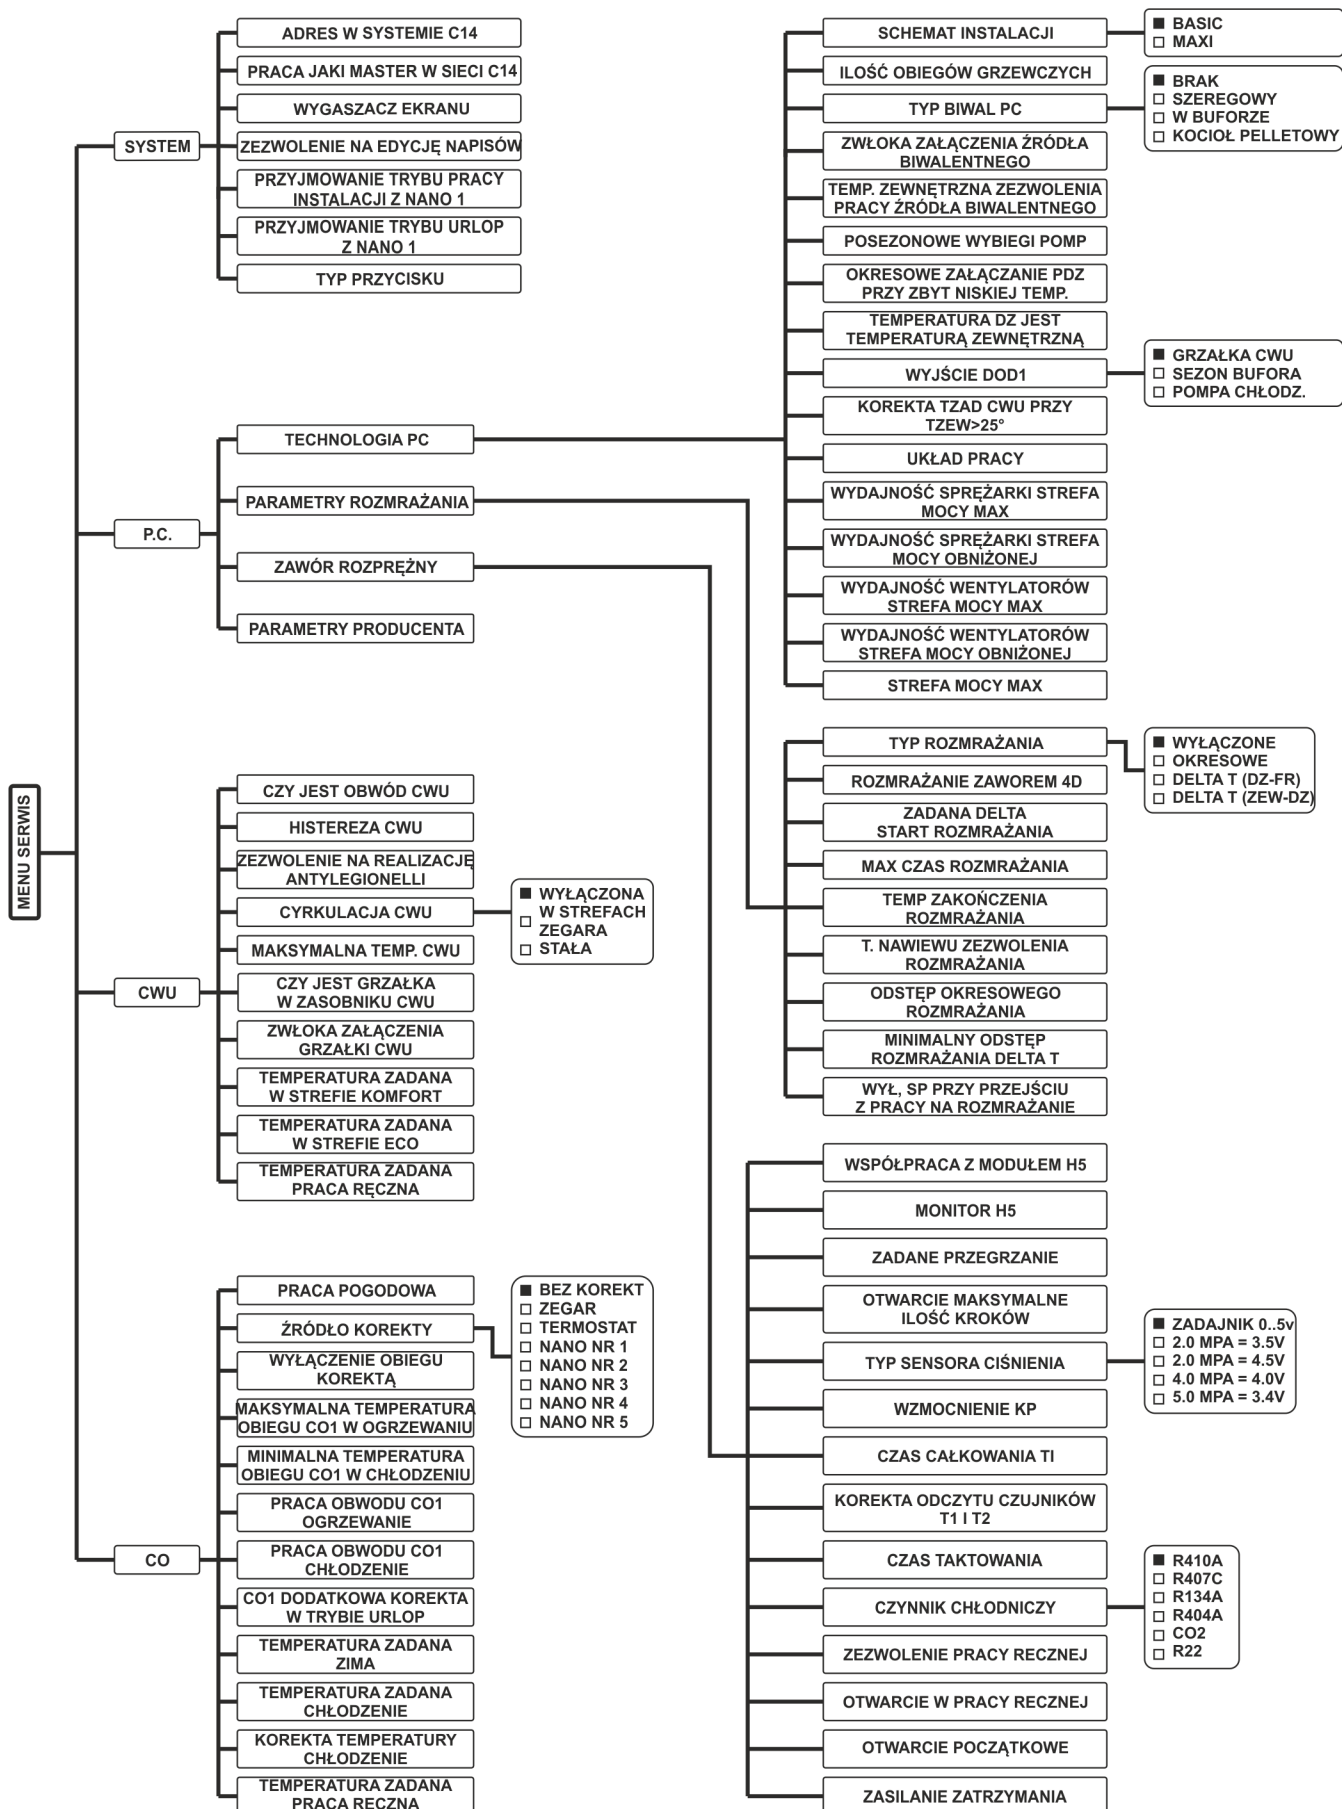 MENU SERWIS
SYSTEM
ADRES W SYSTEMIE C14
PRACA JAKI MASTER W SIECI C14
WYGASZACZ EKRANU
ZEZWOLENIE NA EDYCJĘ NAPISÓW
PRZYJMOWANIE TRYBU PRACY
INSTALACJI Z NANO 1
PRZYJMOWANIE TRYBU URLOP
Z NANO 1
TYP PRZYCISKU
P.C.
TECHNOLOGIA PC
PARAMETRY ROZMRAŻANIA
ZAWÓR ROZPRĘŻNY
PARAMETRY PRODUCENTA
SCHEMAT INSTALACJI
BASIC
MAXI
ILOŚĆ OBIEGÓW GRZEWCZYCH
TYP BIWAL PC
BRAK
SZEREGOWY
W BUFORZE
KOCIOŁ PELLETOWY
ZWŁOKA ZAŁĄCZENIA ŹRÓDŁA
BIWALENTNEGO
TEMP. ZEWNĘTRZNA ZEZWOLENIA
PRACY ŹRÓDŁA BIWALENTNEGO
POSEZONOWE WYBIEGI POMP
OKRESOWE ZAŁĄCZANIE PDZ
PRZY ZBYT NISKIEJ TEMP.
TEMPERATURA DZ JEST
TEMPERATURĄ ZEWNĘTRZNĄ
WYJŚCIE DOD1
GRZAŁKA CWU
SEZON BUFORA
POMPA CHŁODZ.
KOREKTA TZAD CWU PRZY
TZEW>25°
UKŁAD PRACY
WYDAJNOŚĆ SPRĘŻARKI STREFA
MOCY MAX
WYDAJNOŚĆ SPRĘŻARKI STREFA
MOCY OBNIŻONEJ
WYDAJNOŚĆ WENTYLATORÓW
STREFA MOCY MAX
WYDAJNOŚĆ WENTYLATORÓW
STREFA MOCY OBNIŻONEJ
STREFA MOCY MAX
TYP ROZMRAŻANIA
WYŁĄCZONE
OKRESOWE
DELTA T (DZ-FR)
DELTA T (ZEW-DZ)
ROZMRAŻANIE ZAWOREM 4D
ZADANA DELTA
START ROZMRAŻANIA
MAX CZAS ROZMRAŻANIA
TEMP ZAKOŃCZENIA
ROZMRAŻANIA
T. NAWIEWU ZEZWOLENIA
ROZMRAŻANIA
ODSTĘP OKRESOWEGO
ROZMRAŻANIA
MINIMALNY ODSTĘP
ROZMRAŻANIA DELTA T
WYŁ, SP PRZY PRZEJŚCIU
Z PRACY NA ROZMRAŻANIE
WSPÓŁPRACA Z MODUŁEM H5
MONITOR H5
ZADANE PRZEGRZANIE
OTWARCIE MAKSYMALNE
ILOŚĆ KROKÓW
TYP SENSORA CIŚNIENIA
ZADAJNIK 0..5v
2.0 MPA = 3.5V
2.0 MPA = 4.5V
4.0 MPA = 4.0V
5.0 MPA = 3.4V
WZMOCNIENIE KP
CZAS CAŁKOWANIA TI
KOREKTA ODCZYTU CZUJNIKÓW
T1 I T2
CZAS TAKTOWANIA
CZYNNIK CHŁODNICZY
R410A
R407C
R134A
R404A
CO2
R22
ZEZWOLENIE PRACY RECZNEJ
OTWARCIE W PRACY RECZNEJ
OTWARCIE POCZĄTKOWE
ZASILANIE ZATRZYMANIA
CWU
CZY JEST OBWÓD CWU
HISTEREZA CWU
ZEZWOLENIE NA REALIZACJĘ
ANTYLEGIONELLI
CYRKULACJA CWU
WYŁĄCZONA
W STREFACH
ZEGARA
STAŁA
MAKSYMALNA TEMP. CWU
CZY JEST GRZAŁKA
W ZASOBNIKU CWU
ZWŁOKA ZAŁĄCZENIA
GRZAŁKI CWU
TEMPERATURA ZADANA
W STREFIE KOMFORT
TEMPERATURA ZADANA
W STREFIE ECO
TEMPERATURA ZADANA
PRACA RĘCZNA
CO
PRACA POGODOWA
ŹRÓDŁO KOREKTY
BEZ KOREKT
ZEGAR
TERMOSTAT
NANO NR 1
NANO NR 2
NANO NR 3
NANO NR 4
NANO NR 5
WYŁĄCZENIE OBIEGU
KOREKTĄ
MAKSYMALNA TEMPERATURA
OBIEGU CO1 W OGRZEWANIU
MINIMALNA TEMPERATURA
OBIEGU CO1 W CHŁODZENIU
PRACA OBWODU CO1
OGRZEWANIE
PRACA OBWODU CO1
CHŁODZENIE
CO1 DODATKOWA KOREKTA
W TRYBIE URLOP
TEMPERATURA ZADANA
ZIMA
TEMPERATURA ZADANA
CHŁODZENIE
KOREKTA TEMPERATURY
CHŁODZENIE
TEMPERATURA ZADANA
PRACA RĘCZNA